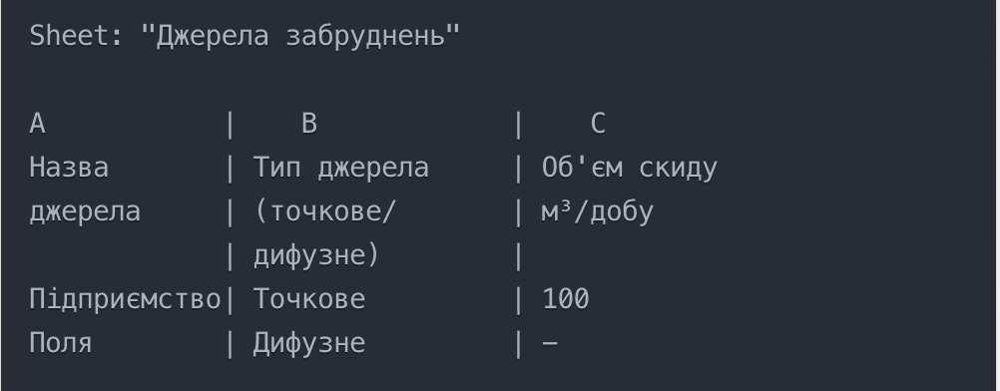 Sheet: "Джерела забруднень"
A | B | C
Назва | Тип джерела | Об'єм скиду
джерела | (точкове/ | м³/добу
| дифузне) |
Підприємство| Точкове | 100
Поля | Дифузне | —